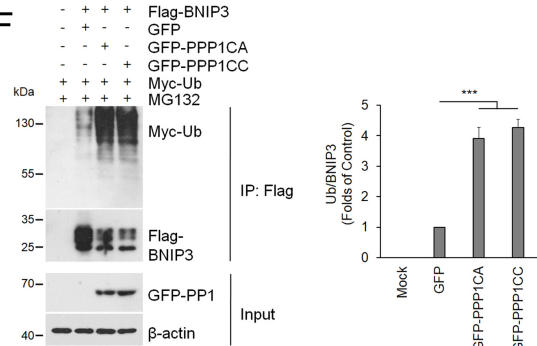 F
- + + + Flag-BNIP3
- + - - GFP
- - + - GFP-PPP1CA
- - - + GFP-PPP1CC
+ + + + Myc-Ub
+ + + + MG132
kDa
130
Myc-Ub
55
IP: Flag
35
25
Flag-
BNIP3
70
GFP-PP1
Input
40
β-actin
***
Ub/BNIP3
(Folds of Control)
5
4
3
2
1
0
Mock
GFP
GFP-PPP1CA
GFP-PPP1CC